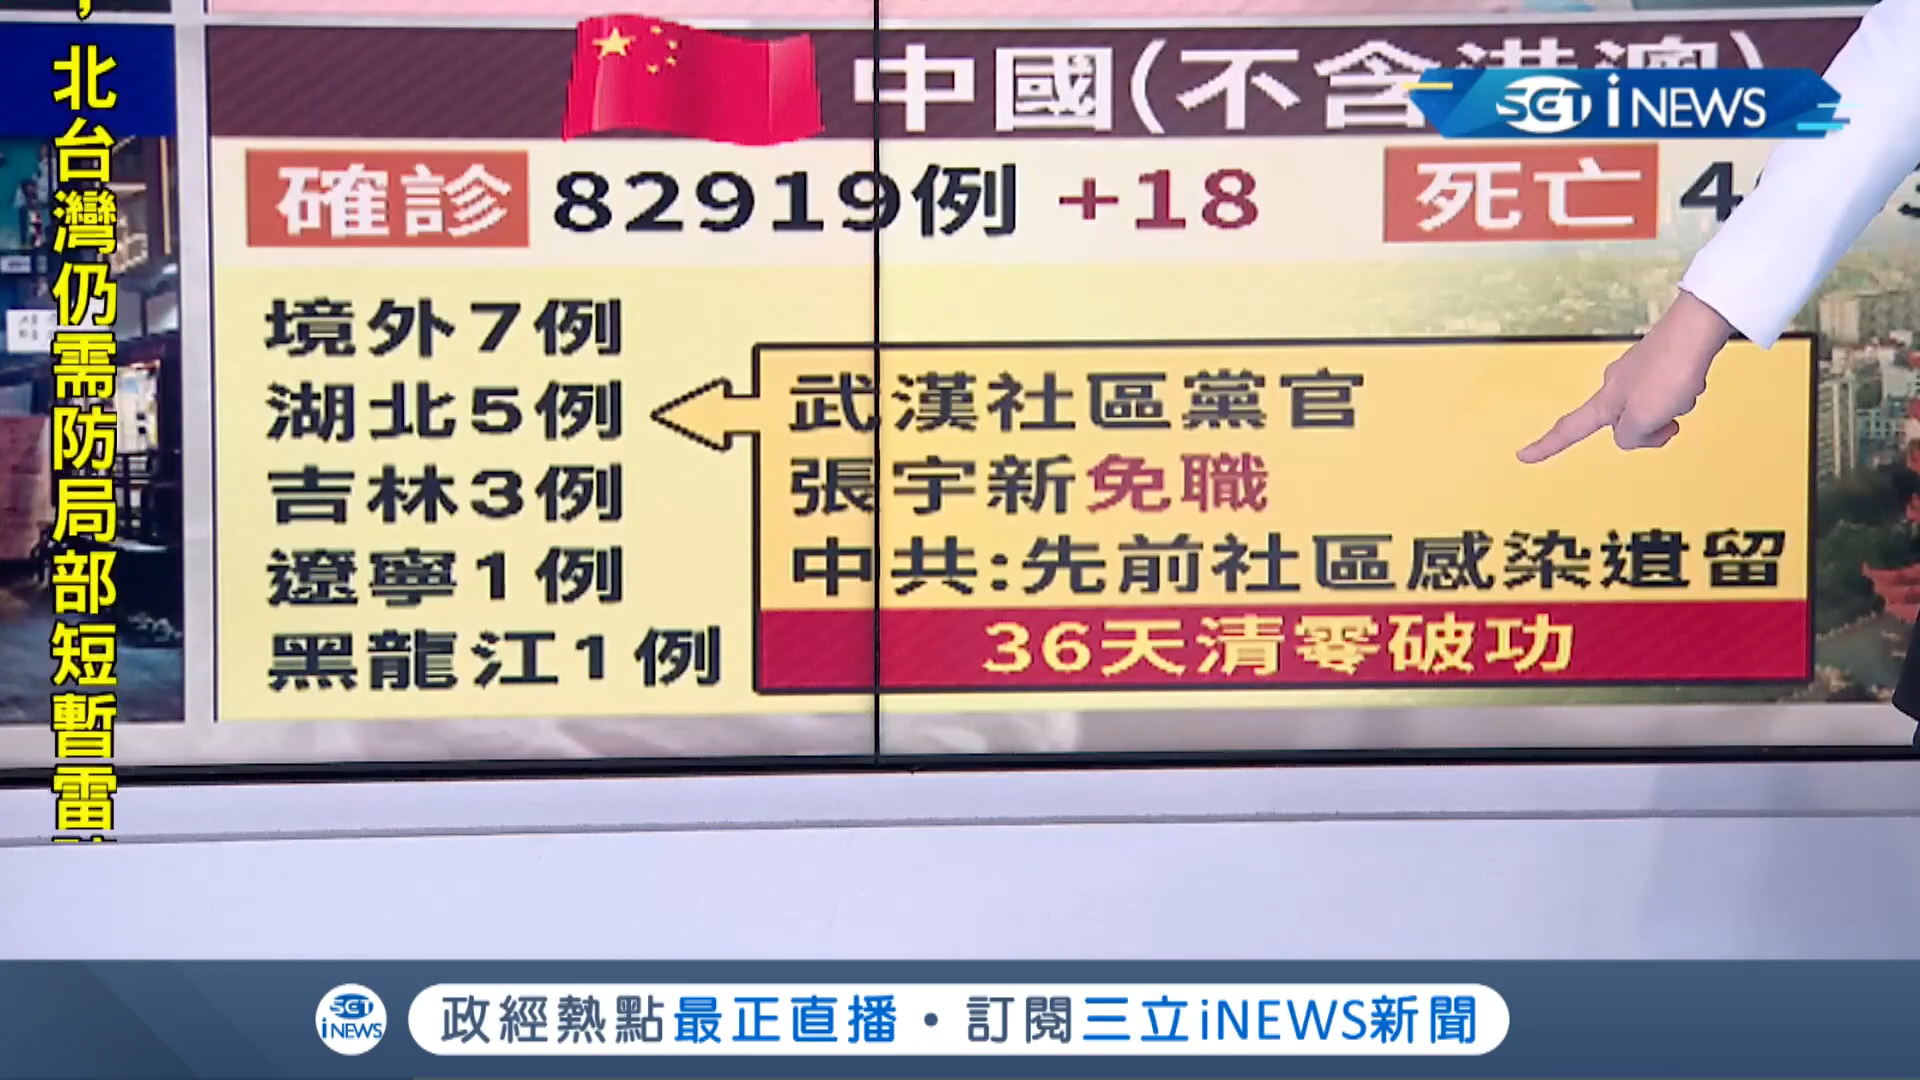 北台灣仍需防局部短暫雷
中國(不含港澳)
SET iNEWS
確診 82919例 +18 死亡
境外7例
湖北5例
吉林3例
遼寧1例
黑龍江1例
武漢社區黨官
張宇新免職
中共:先前社區感染遺留
36天清零破功
SET iNEWS
政經熱點最正直播・訂閱三立iNEWS新聞